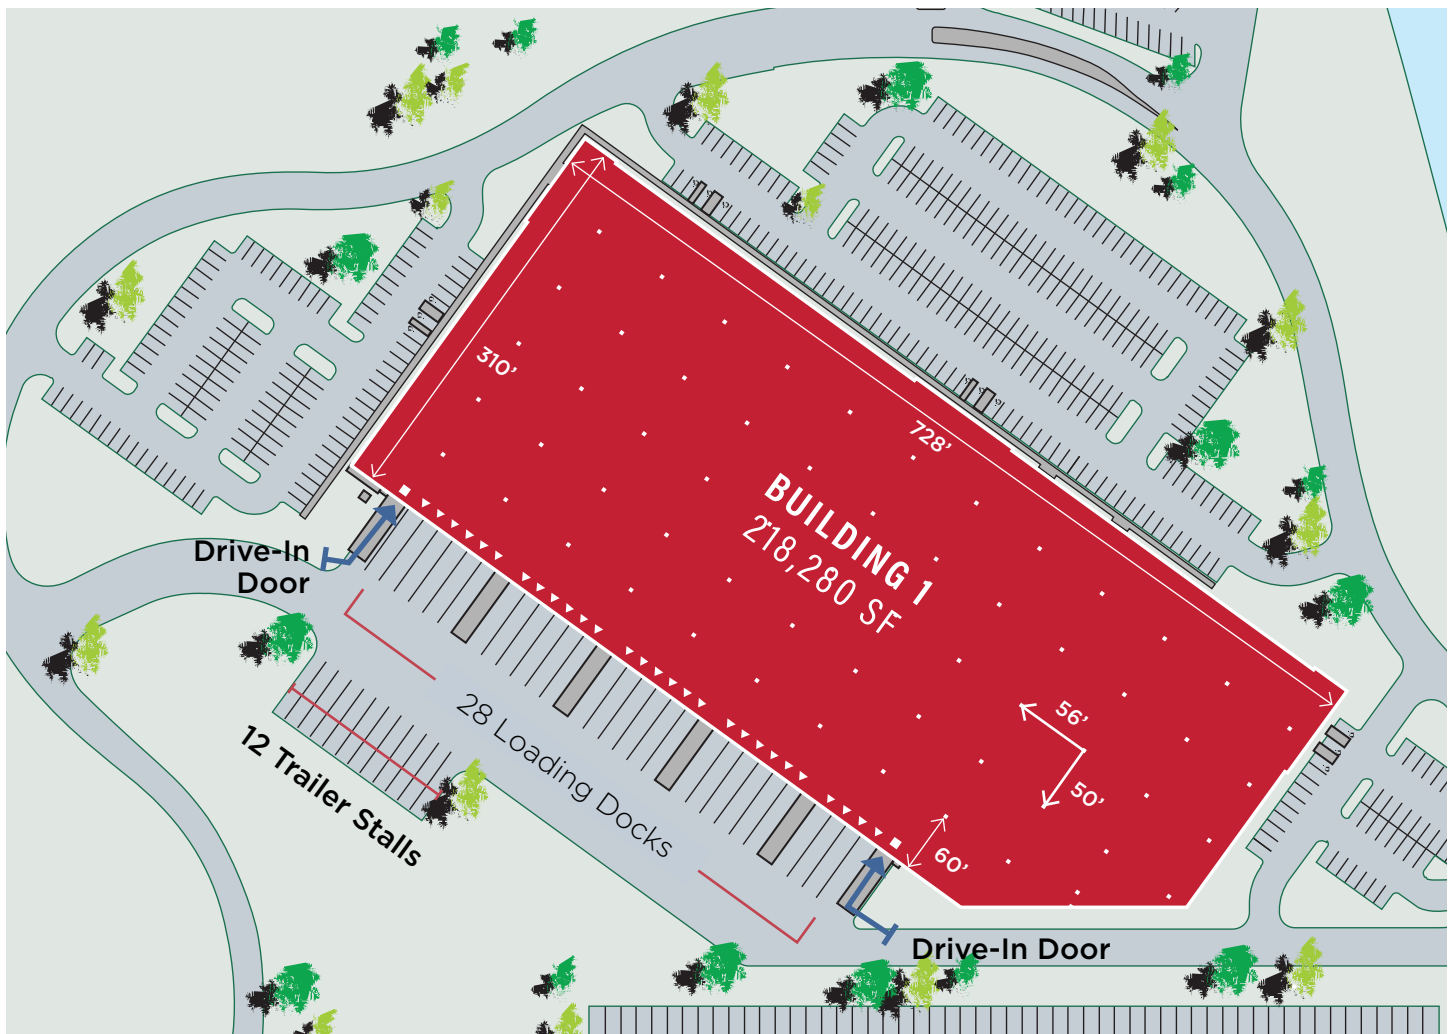 310'
728'
BUILDING 1
218,280 SF
Drive-In
Door
28 Loading Docks
12 Trailer Stalls
56'
50'
60'
Drive-In Door